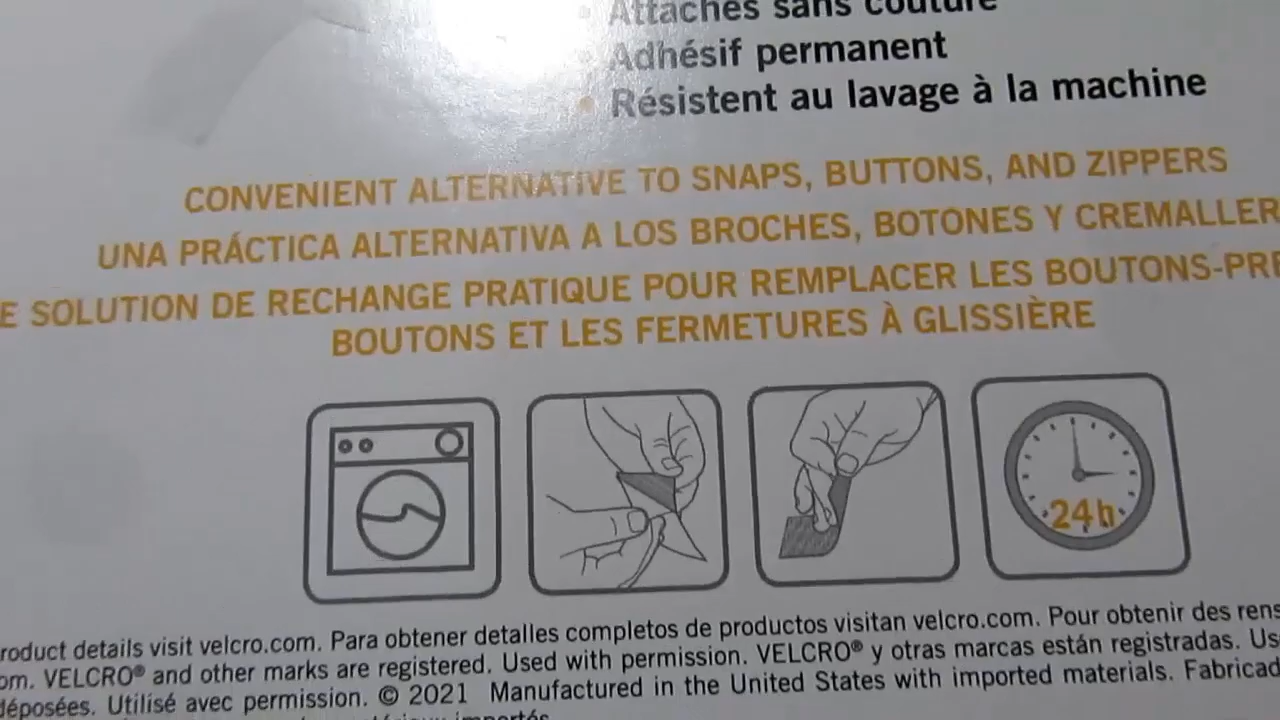 • Attaches sans couture
• Adhésif permanent
• Résistent au lavage à la machine
CONVENIENT ALTERNATIVE TO SNAPS, BUTTONS, AND ZIPPERS
UNA PRÁCTICA ALTERNATIVA A LOS BROCHES, BOTONES Y CREMALLER
E SOLUTION DE RECHANGE PRATIQUE POUR REMPLACER LES BOUTONS-PRE
BOUTONS ET LES FERMETURES À GLISSIÈRE
24h
roduct details visit velcro.com. Para obtener detalles completos de productos visitan velcro.com. Pour obtenir des rens
om. VELCRO® and other marks are registered. Used with permission. VELCRO® y otras marcas están registradas. Us
déposées. Utilisé avec permission. © 2021 Manufactured in the United States with imported materials. Fabricad
importés